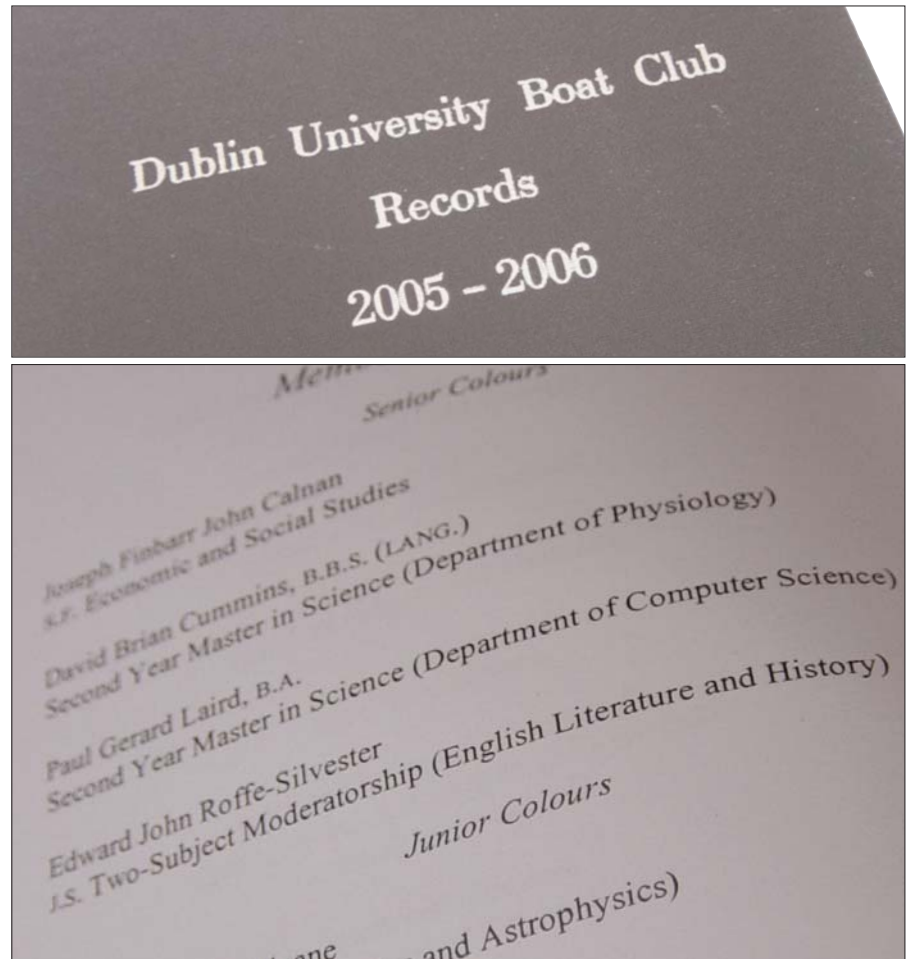 Dublin University Boat Club
Records
2005 – 2006
Senior Colours
Joseph Finbarr John Calnan
S.F. Economic and Social Studies
David Brian Cummins, B.B.S. (LANG.)
Second Year Master in Science (Department of Physiology)
Paul Gerard Laird, B.A.
Second Year Master in Science (Department of Computer Science)
Edward John Roffe-Silvester
J.S. Two-Subject Moderatorship (English Literature and History)
Junior Colours
and Astrophysics)